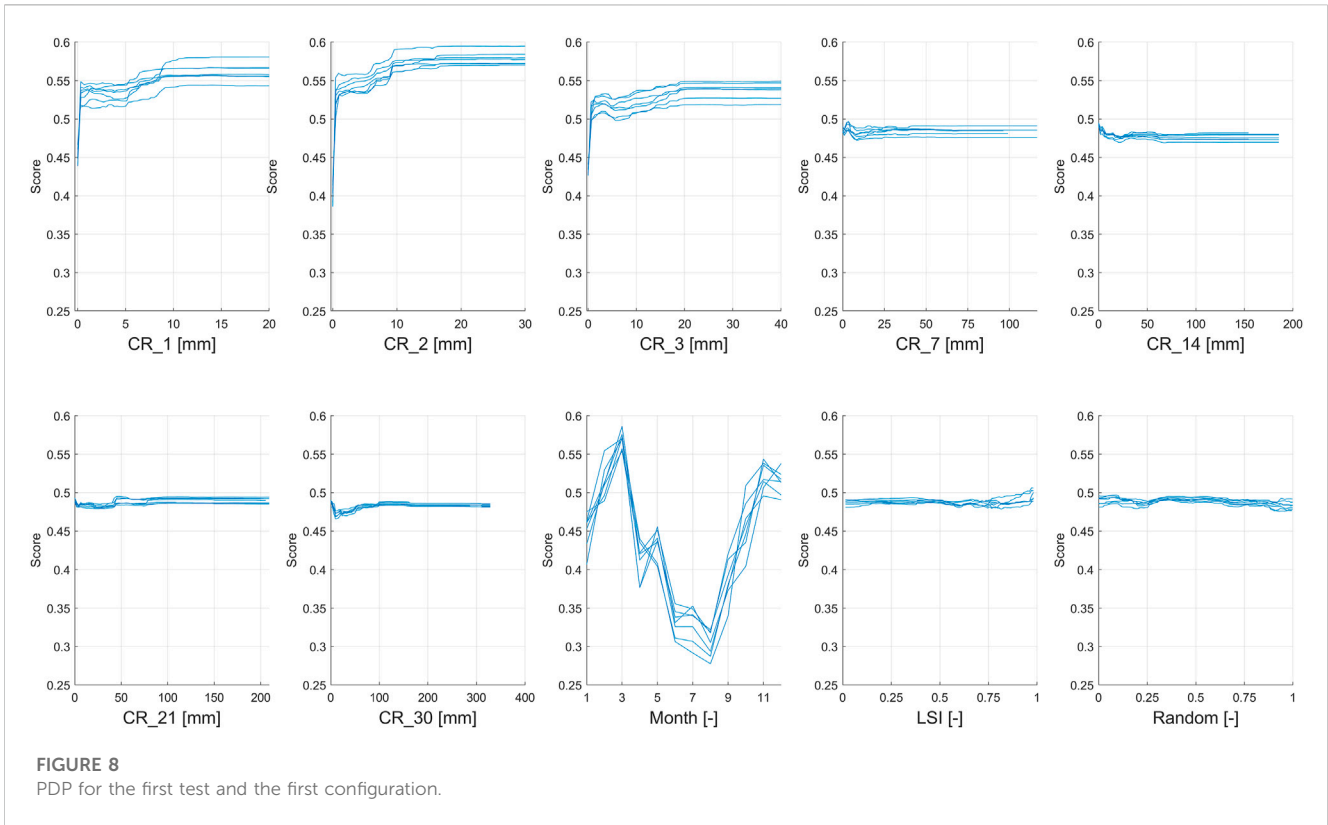 0.6
0.55
0.5
0.45
0.4
0.35
0.3
0.25
Score
0 5 10 15 20
CR_1 [mm]
0.6
0.55
0.5
0.45
0.4
0.35
0.3
0.25
Score
0 10 20 30
CR_2 [mm]
0.6
0.55
0.5
0.45
0.4
0.35
0.3
0.25
Score
0 10 20 30 40
CR_3 [mm]
0.6
0.55
0.5
0.45
0.4
0.35
0.3
0.25
Score
0 25 50 75 100
CR_7 [mm]
0.6
0.55
0.5
0.45
0.4
0.35
0.3
0.25
Score
0 50 100 150 200
CR_14 [mm]
0.6
0.55
0.5
0.45
0.4
0.35
0.3
0.25
Score
0 50 100 150 200
CR_21 [mm]
0.6
0.55
0.5
0.45
0.4
0.35
0.3
0.25
Score
0 100 200 300 400
CR_30 [mm]
0.6
0.55
0.5
0.45
0.4
0.35
0.3
0.25
Score
1 3 5 7 9 11
Month [-]
0.6
0.55
0.5
0.45
0.4
0.35
0.3
0.25
Score
0 0.25 0.5 0.75 1
LSI [-]
0.6
0.55
0.5
0.45
0.4
0.35
0.3
0.25
Score
0 0.25 0.5 0.75 1
Random [-]
FIGURE 8
PDP for the first test and the first configuration.